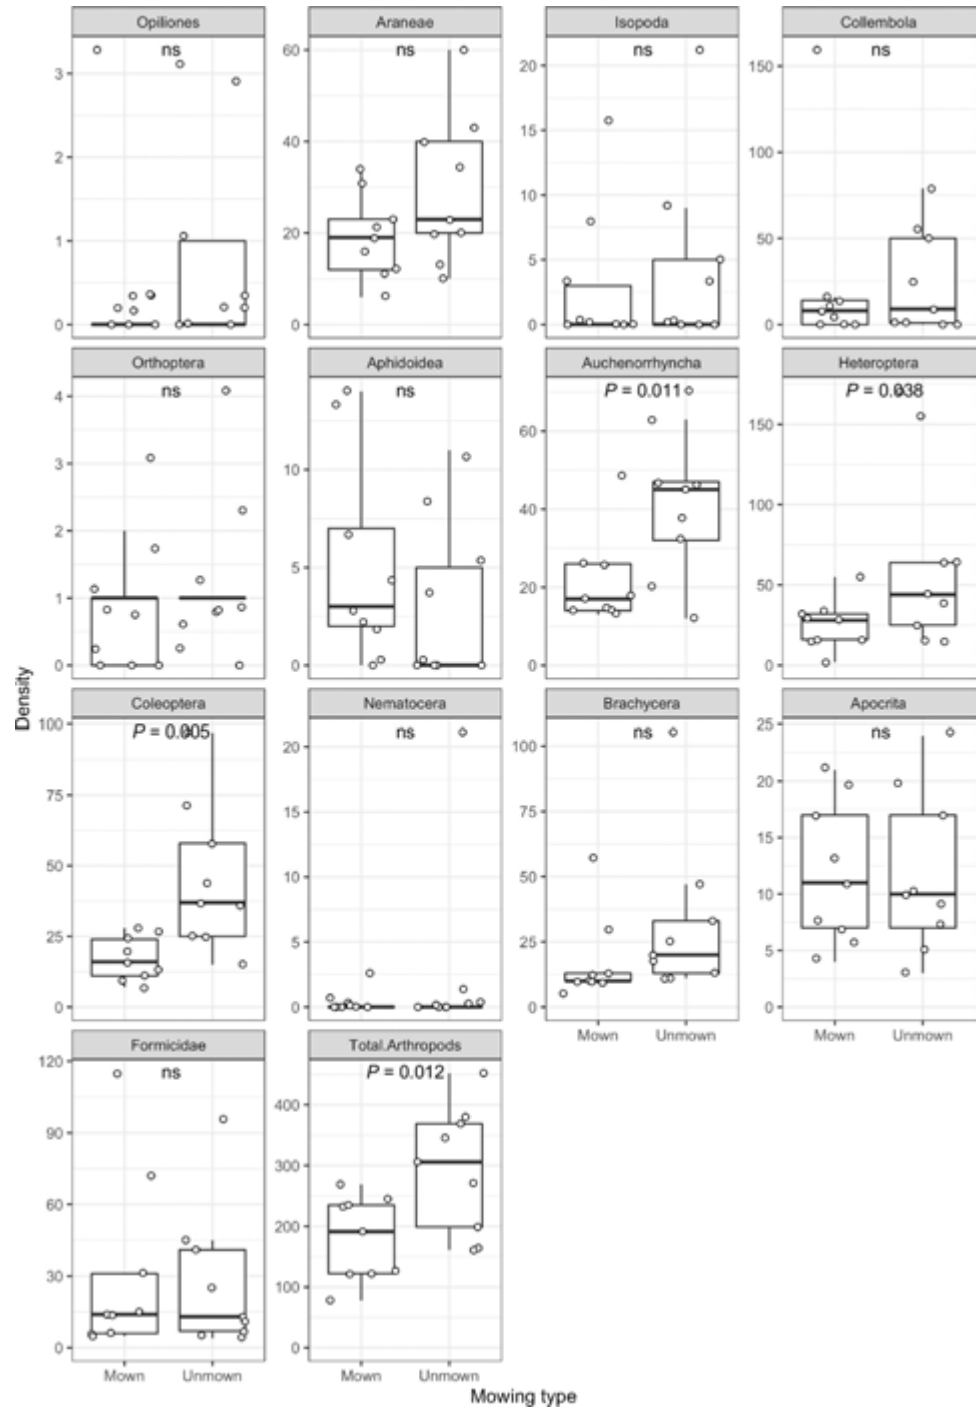 Opiliones
Araneae
Isopoda
Collembola
ns
ns
ns
ns
3
2
1
0
60
40
20
0
20
15
10
5
0
150
100
50
0
Orthoptera
Aphidoidea
Auchenorrhyncha
Heteroptera
ns
ns
P = 0.011
P = 0.038
4
3
2
1
0
10
5
0
60
40
20
0
150
100
50
0
Coleoptera
Nematocera
Brachycera
Apocrita
P = 0.005
ns
ns
ns
100
75
50
25
0
20
15
10
5
0
100
75
50
25
0
25
20
15
10
5
0
Mown
Unmown
Mown
Unmown
Formicidae
Total.Arthropods
ns
P = 0.012
120
90
60
30
0
400
300
200
100
0
Mown
Unmown
Mown
Unmown
Density
Mowing type